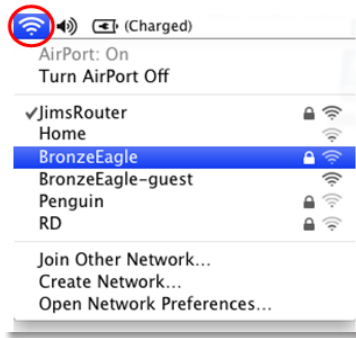 (Charged)
AirPort: On
Turn AirPort Off
✓JimsRouter
Home
BronzeEagle
BronzeEagle-guest
Penguin
RD
Join Other Network...
Create Network...
Open Network Preferences...